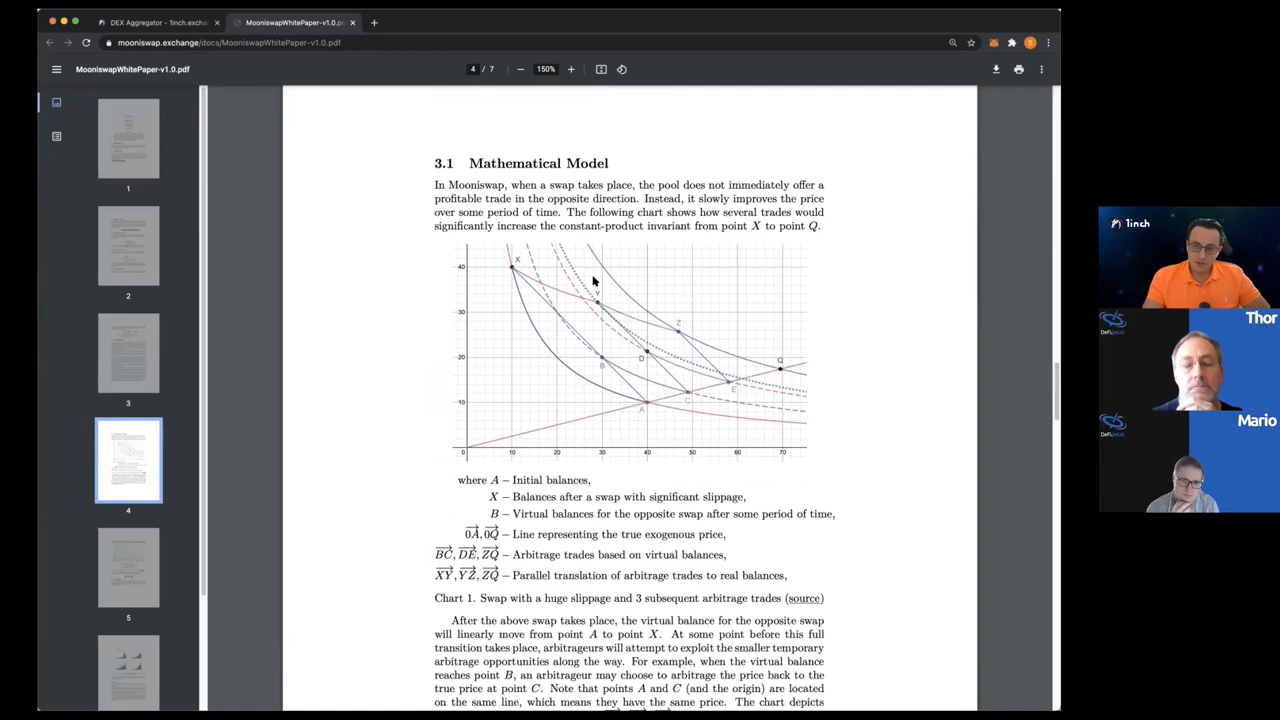 DEX Aggregator - 1inch.exchan
MooniswapWhitePaper-v1.0.pdf
mooniswap.exchange/docs/MooniswapWhitePaper-v1.0.pdf
MooniswapWhitePaper-v1.0.pdf
4 / 7
150%
1
2
3
4
5
3.1 Mathematical Model
In Mooniswap, when a swap takes place, the pool does not immediately offer a
profitable trade in the opposite direction. Instead, it slowly improves the price
over some period of time. The following chart shows how several trades would
significantly increase the constant-product invariant from point X to point Q.
40
30
20
10
0
10
20
30
40
50
60
70
X
Y
Z
Q
D
B
E
C
A
where A – Initial balances,
X – Balances after a swap with significant slippage,
B – Virtual balances for the opposite swap after some period of time,
0A, 0Q – Line representing the true exogenous price,
BC, DE, ZQ – Arbitrage trades based on virtual balances,
XY, YZ, ZQ – Parallel translation of arbitrage trades to real balances,
Chart 1. Swap with a huge slippage and 3 subsequent arbitrage trades (source)
After the above swap takes place, the virtual balance for the opposite swap
will linearly move from point A to point X. At some point before this full
transition takes place, arbitrageurs will attempt to exploit the smaller temporary
arbitrage opportunities along the way. For example, when the virtual balance
reaches point B, an arbitrageur may choose to arbitrage the price back to the
true price at point C. Note that points A and C (and the origin) are located
on the same line, which means they have the same price. The chart depicts
1inch
Thor
Mario